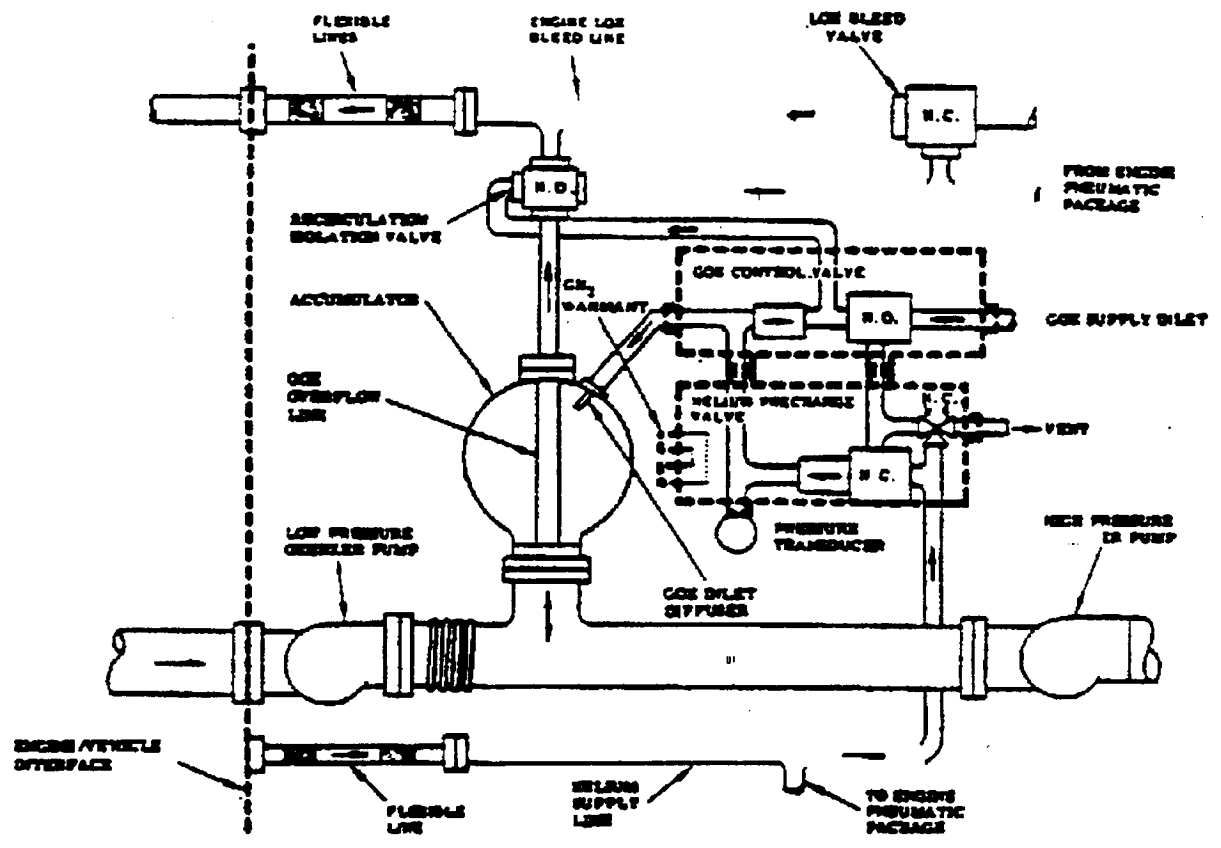 FLEXIBLE
LINES
ENGINE LOX
BLEED LINE
LOX BLEED
VALVE
N.C.
FROM ENGINE
PNEUMATIC
PACKAGE
N.O.
RECIRCULATION
ISOLATION VALVE
GOX CONTROL VALVE
GN2
WARMANT
ACCUMULATOR
N.O.
GOX SUPPLY INLET
GOX
OVERFLOW
LINE
HELIUM PRECHARGE
VALVE
N.C.
VENT
N.C.
LOW PRESSURE
OXIDIZER PUMP
PRESSURE
TRANSDUCER
HIGH PRESSURE
PUMP
GOX INLET
DIFFUSER
ENGINE/VEHICLE
INTERFACE
FLEXIBLE
LINE
HELIUM
SUPPLY
LINE
TO ENGINE
PNEUMATIC
PACKAGE